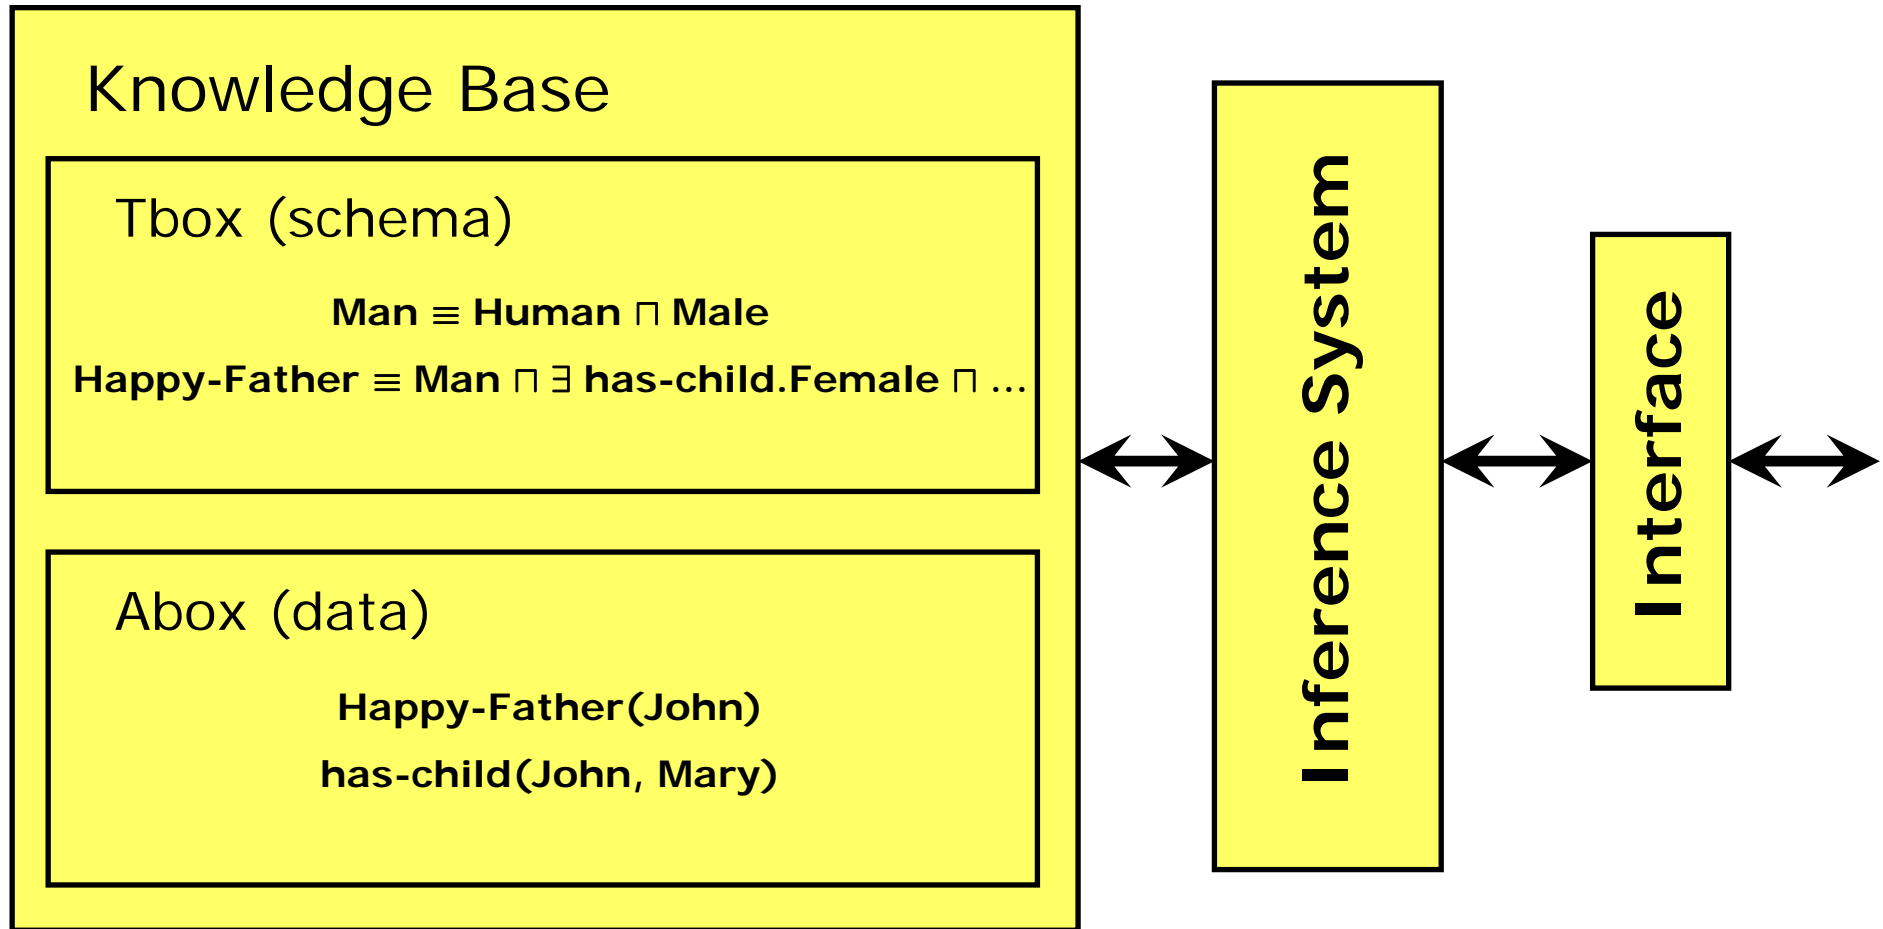 Knowledge Base
Tbox (schema)
Man ≡ Human ⊓ Male
Happy-Father ≡ Man ⊓ ∃ has-child.Female ⊓ ...
Abox (data)
Happy-Father(John)
has-child(John, Mary)
Inference System
Interface